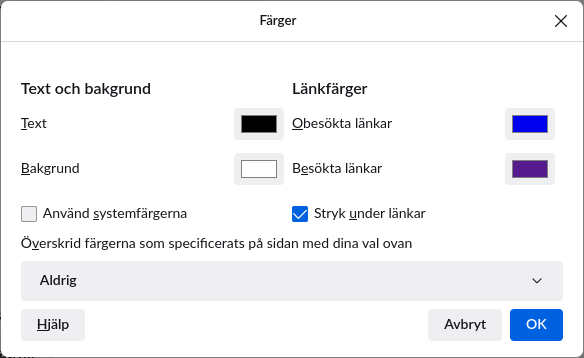 Färger
Text och bakgrund
Länkfärger
Text
Obesökta länkar
Bakgrund
Besökta länkar
Använd systemfärgerna
Stryk under länkar
Överskrid färgerna som specificerats på sidan med dina val ovan
Aldrig
Hjälp
Avbryt
OK